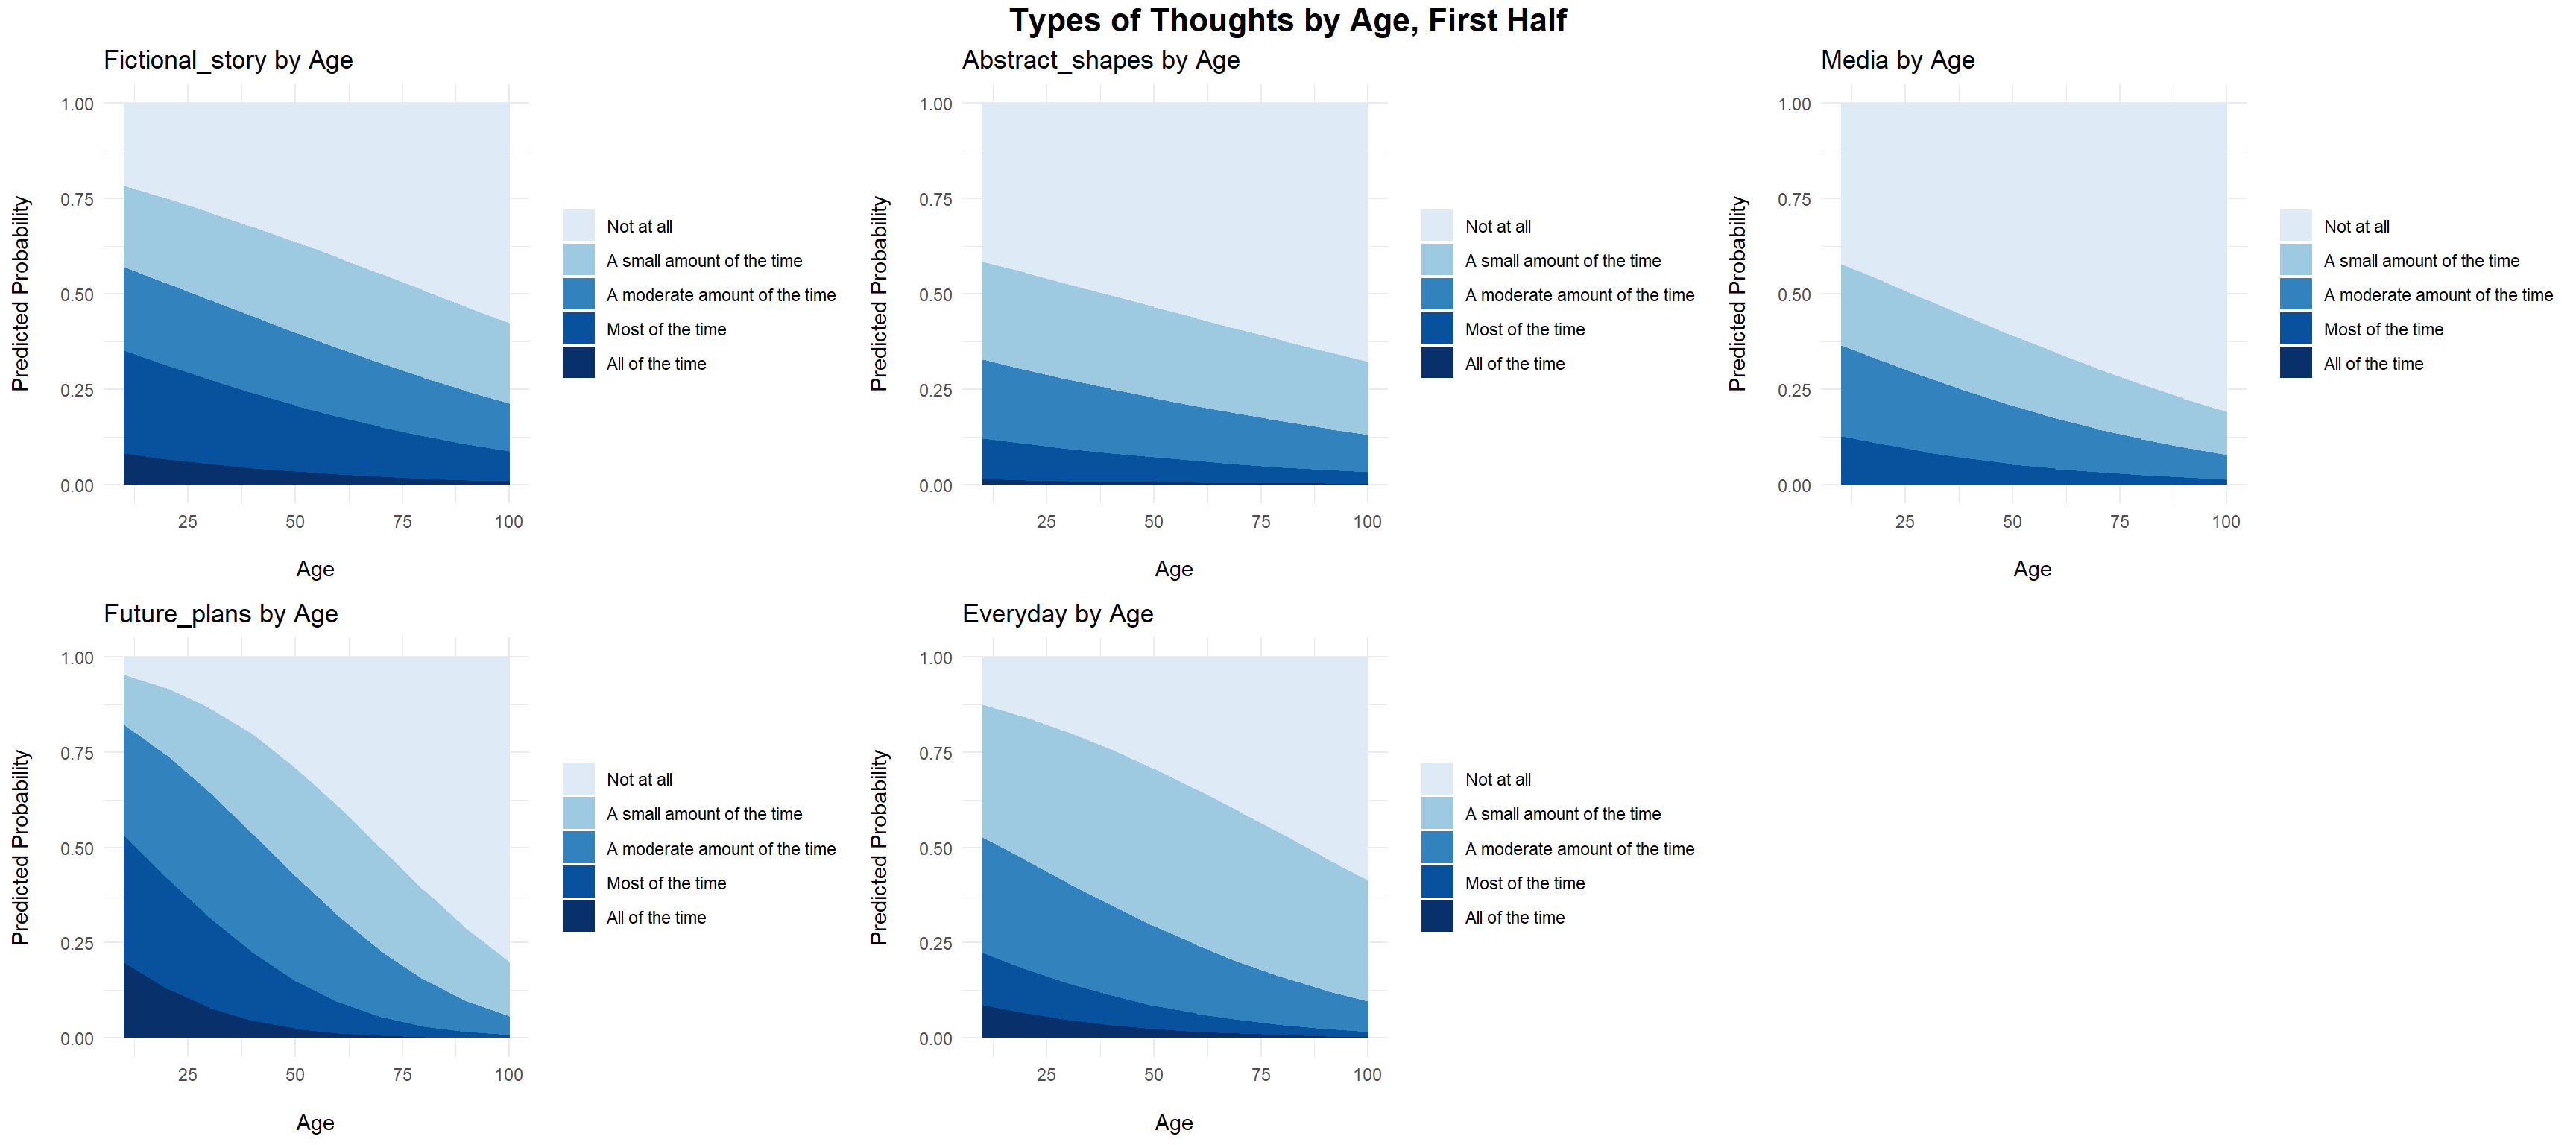 Types of Thoughts by Age, First Half
Fictional_story by Age
1.00
0.75
0.50
0.25
0.00
Predicted Probability
25 50 75 100
Age
Not at all
A small amount of the time
A moderate amount of the time
Most of the time
All of the time
Abstract_shapes by Age
1.00
0.75
0.50
0.25
0.00
Predicted Probability
25 50 75 100
Age
Not at all
A small amount of the time
A moderate amount of the time
Most of the time
All of the time
Media by Age
1.00
0.75
0.50
0.25
0.00
Predicted Probability
25 50 75 100
Age
Not at all
A small amount of the time
A moderate amount of the time
Most of the time
All of the time
Future_plans by Age
1.00
0.75
0.50
0.25
0.00
Predicted Probability
25 50 75 100
Age
Not at all
A small amount of the time
A moderate amount of the time
Most of the time
All of the time
Everyday by Age
1.00
0.75
0.50
0.25
0.00
Predicted Probability
25 50 75 100
Age
Not at all
A small amount of the time
A moderate amount of the time
Most of the time
All of the time